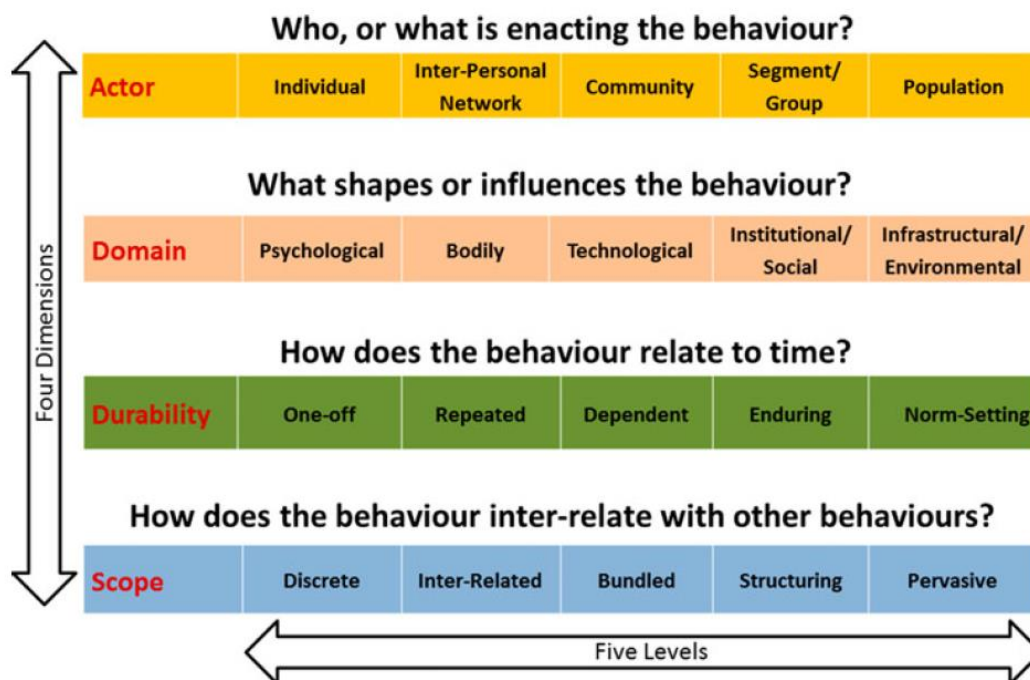 Who, or what is enacting the behaviour?
Actor
Individual
Inter-Personal
Network
Community
Segment/
Group
Population
What shapes or influences the behaviour?
Domain
Psychological
Bodily
Technological
Institutional/
Social
Infrastructural/
Environmental
Four Dimensions
How does the behaviour relate to time?
Durability
One-off
Repeated
Dependent
Enduring
Norm-Setting
How does the behaviour inter-relate with other behaviours?
Scope
Discrete
Inter-Related
Bundled
Structuring
Pervasive
Five Levels